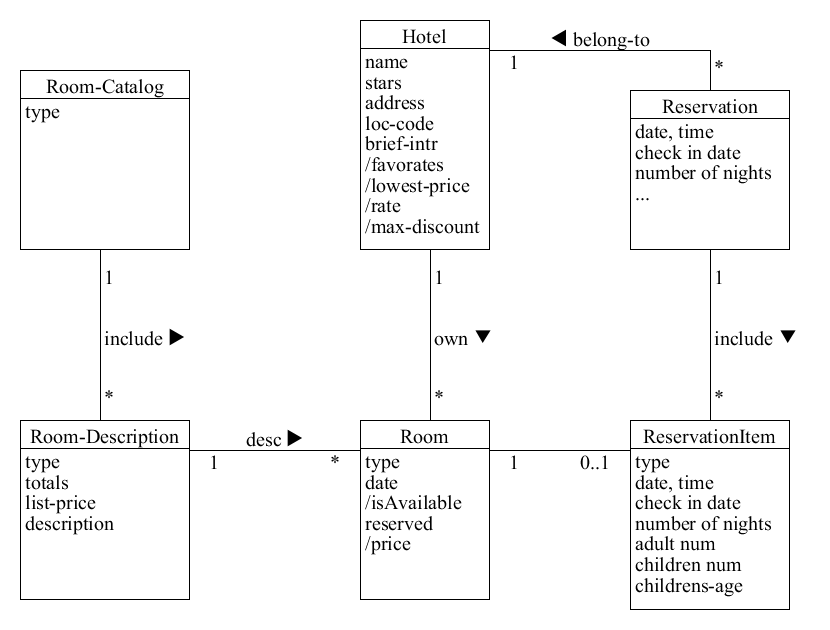 Hotel
name
stars
address
loc-code
brief-intr
/favorates
/lowest-price
/rate
/max-discount
◀ belong-to
1
*
Room-Catalog
type
Reservation
date, time
check in date
number of nights
...
1
include ▶
*
1
own ▼
*
1
include ▼
*
Room-Description
type
totals
list-price
description
desc ▶
1
*
Room
type
date
/isAvailable
reserved
/price
1
0..1
ReservationItem
type
date, time
check in date
number of nights
adult num
children num
childrens-age